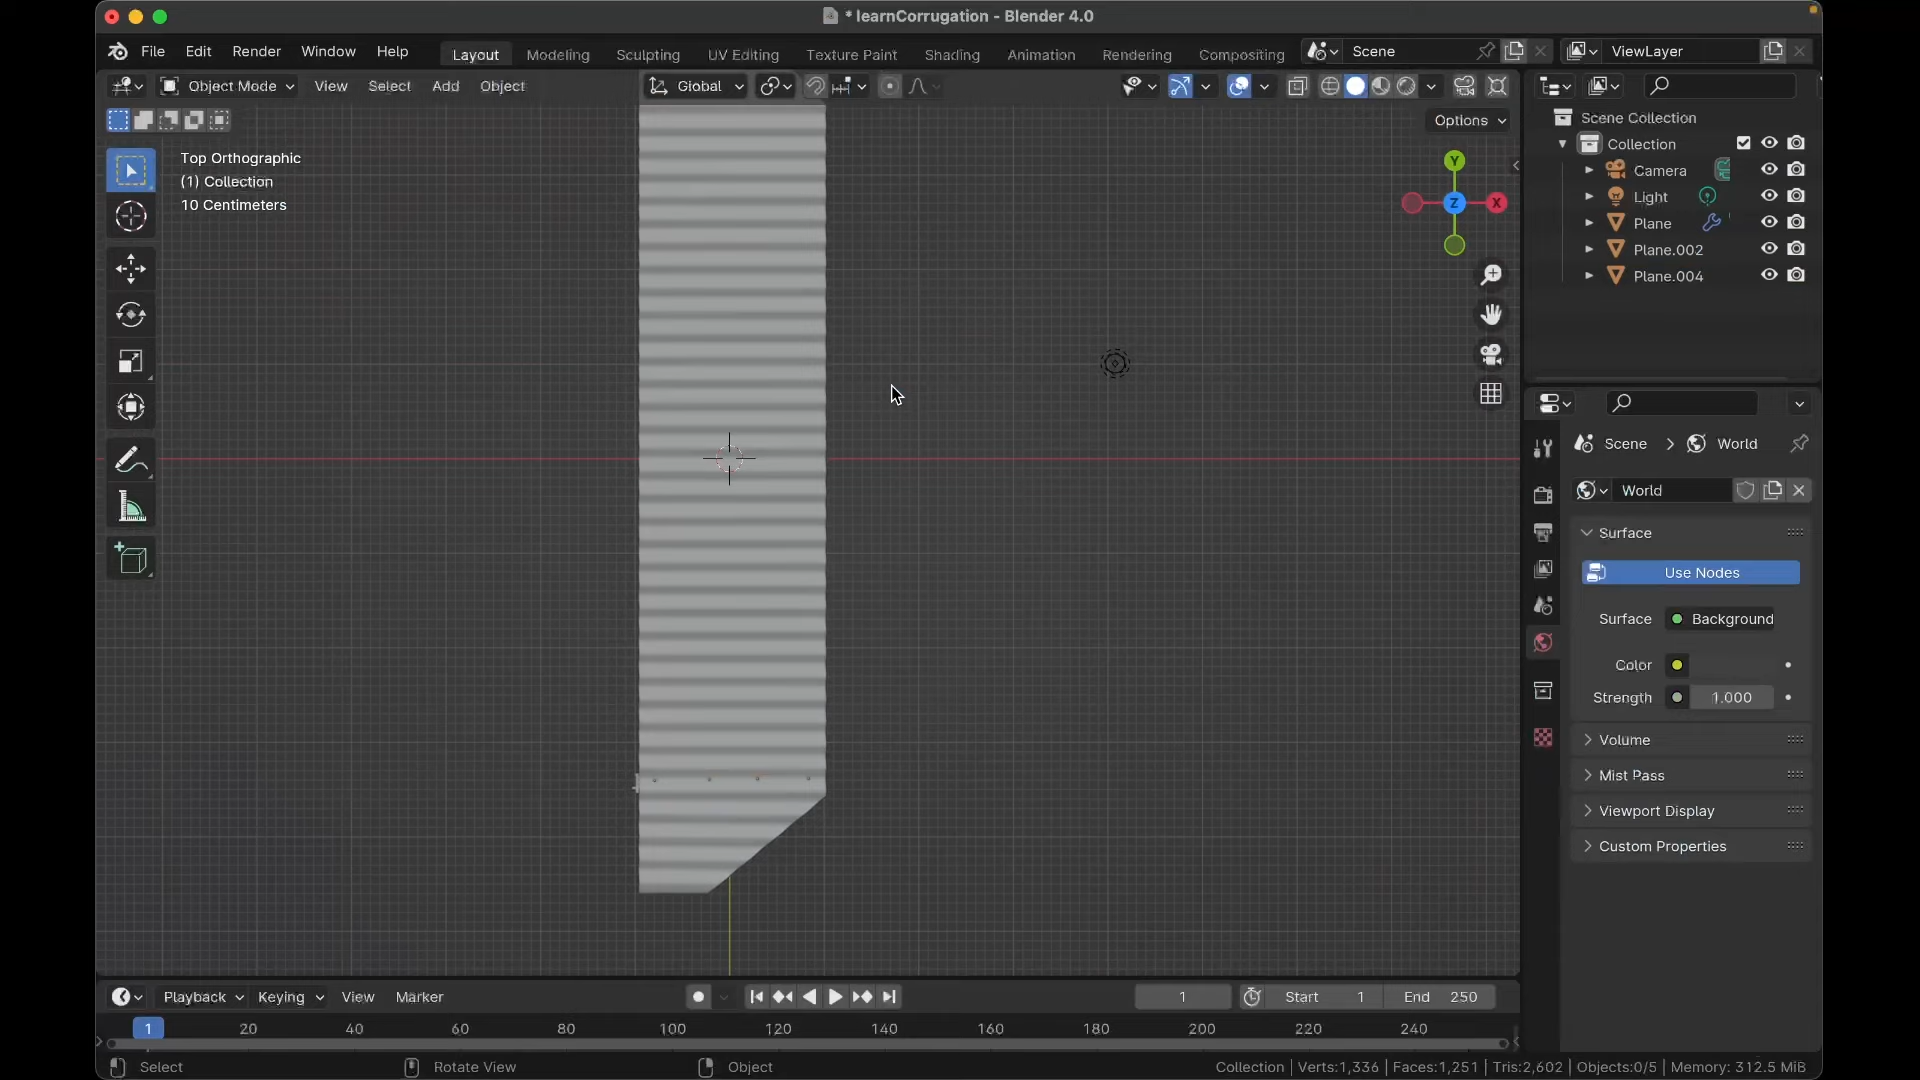 * learnCorrugation - Blender 4.0
File Edit Render Window Help Layout Modeling Sculpting UV Editing Texture Paint Shading Animation Rendering Compositing Scene ViewLayer
Object Mode View Select Add Object Global
Options
Top Orthographic
(1) Collection
10 Centimeters
Y
Z
X
Scene Collection
Collection
Camera
Light
Plane
Plane.002
Plane.004
Scene > World
World
Surface
Use Nodes
Surface Background
Color
Strength 1.000
Volume
Mist Pass
Viewport Display
Custom Properties
Playback Keying View Marker 1 Start 1 End 250
1 20 40 60 80 100 120 140 160 180 200 220 240
Select Rotate View Object Collection | Verts:1,336 | Faces:1,251 | Tris:2,602 | Objects:0/5 | Memory: 312.5 MiB